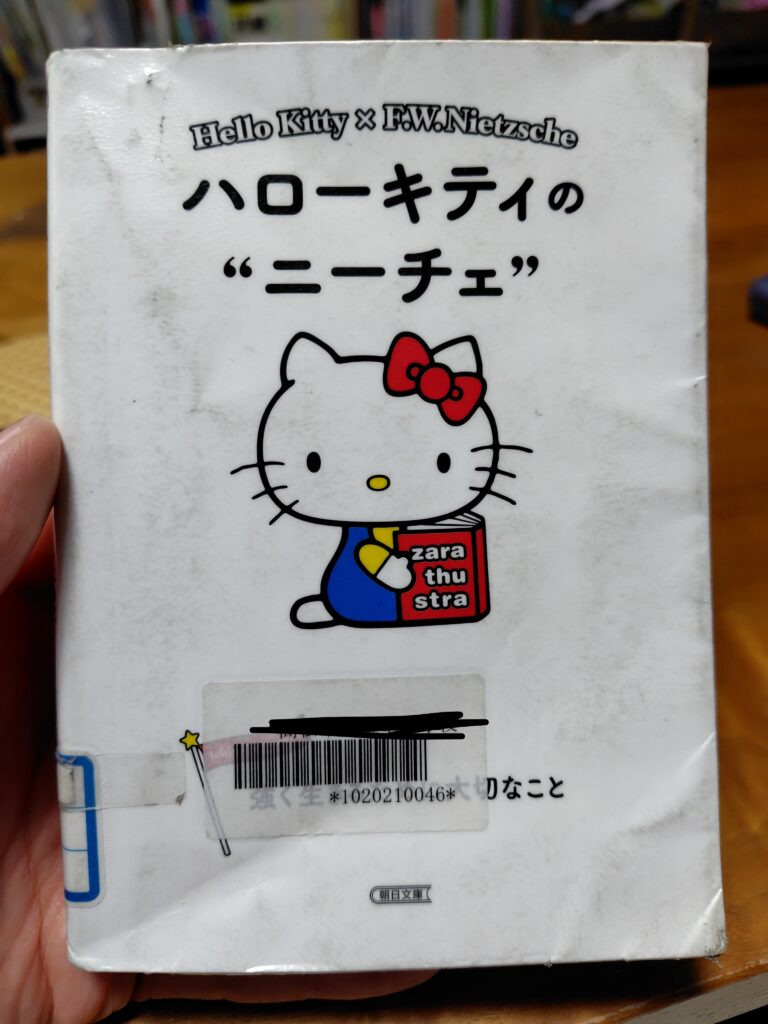 Hello Kitty × F.W.Nietzsche
ハローキティの
“ニーチェ”
zara
thu
stra
*1020210046*
強く生 大切なこと
朝日文庫